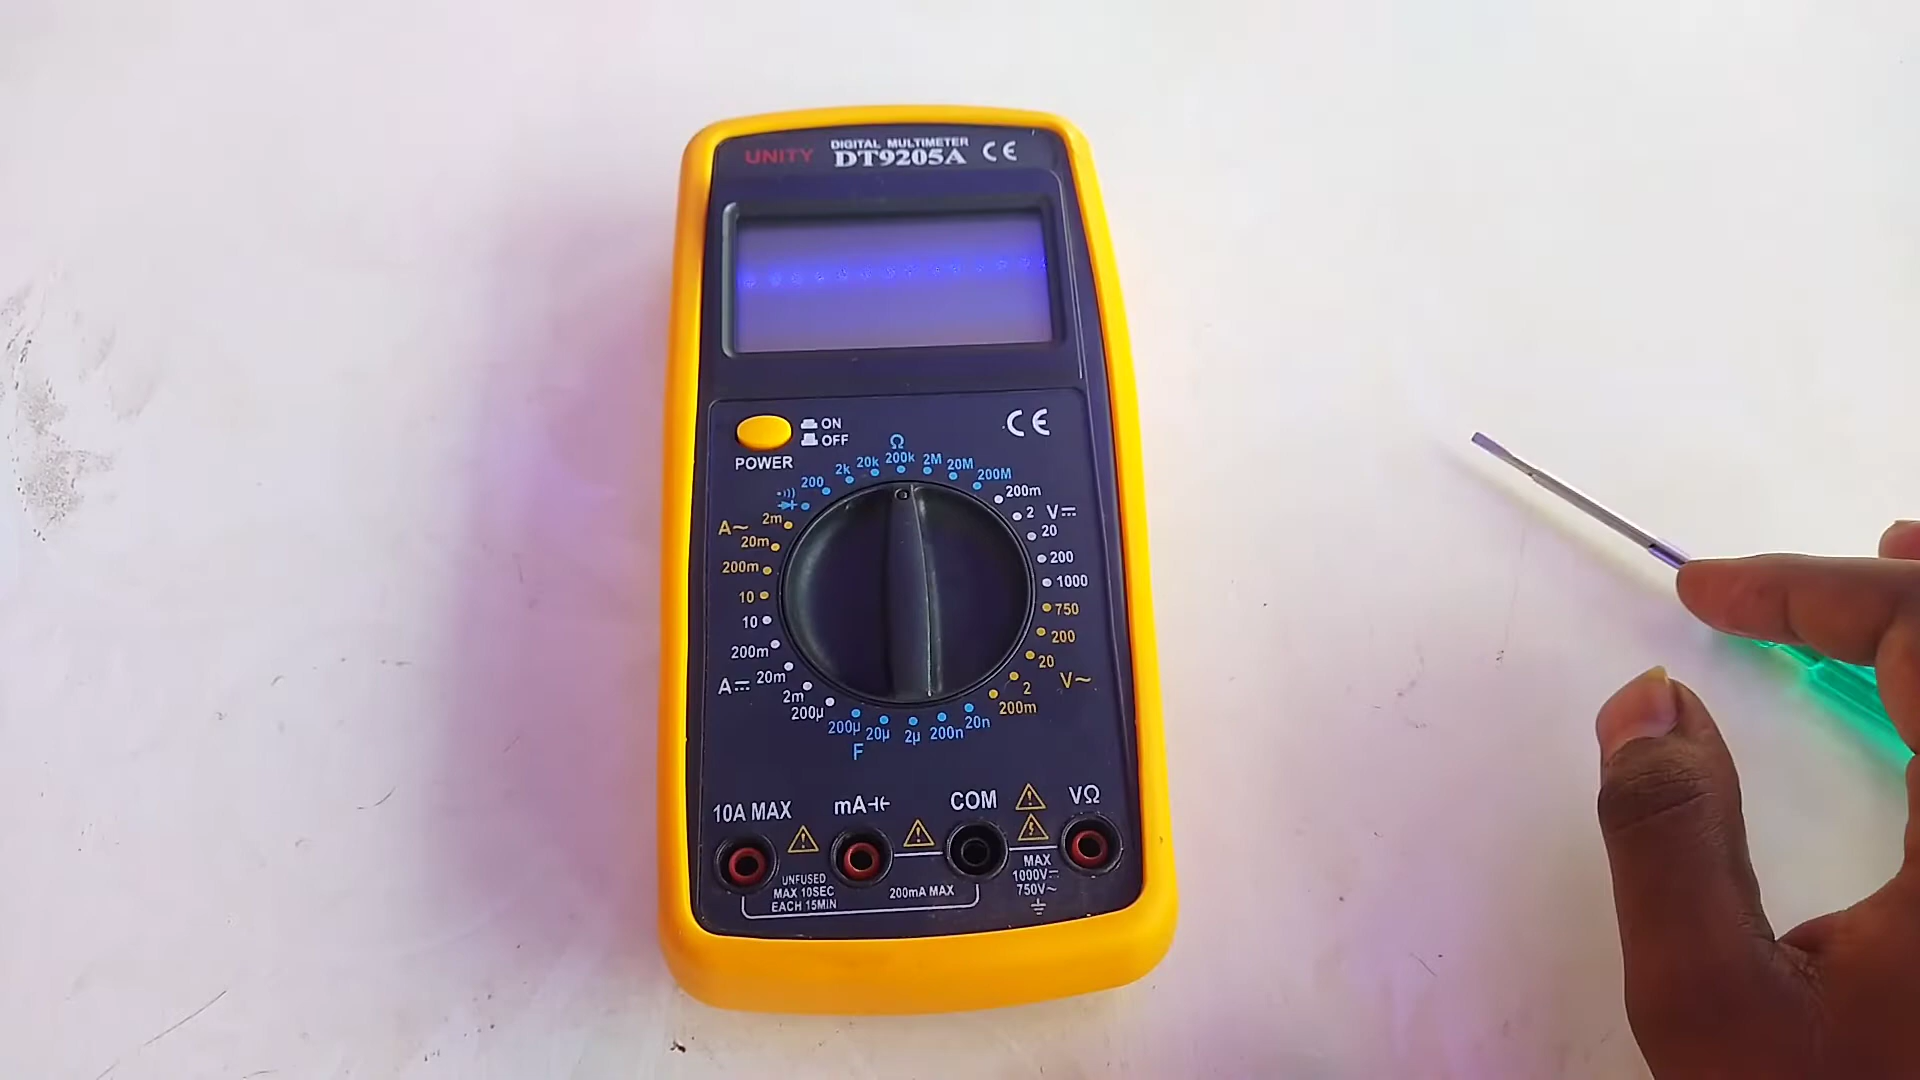 UNITY
DIGITAL MULTIMETER
DT9205A CE
ON
OFF
CE
POWER
Ω
200 2k 20k 200k 2M 20M 200M
200m
2 V⎓
20
200
1000
750
200
20
2 V~
200m
A~ 2m
20m
200m
10
10
200m
A⎓ 20m
2m
200µ
200µ 20µ 2µ 200n 20n
F
10A MAX mA COM VΩ
UNFUSED
MAX 10SEC
EACH 15MIN
200mA MAX
MAX
1000V⎓
750V~